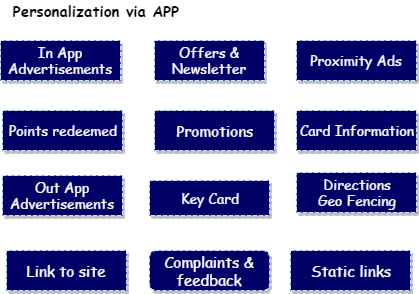 Personalization via APP
In App
Advertisements
Offers &
Newsletter
Proximity Ads
Points redeemed
Promotions
Card Information
Out App
Advertisements
Key Card
Directions
Geo Fencing
Link to site
Complaints &
feedback
Static links